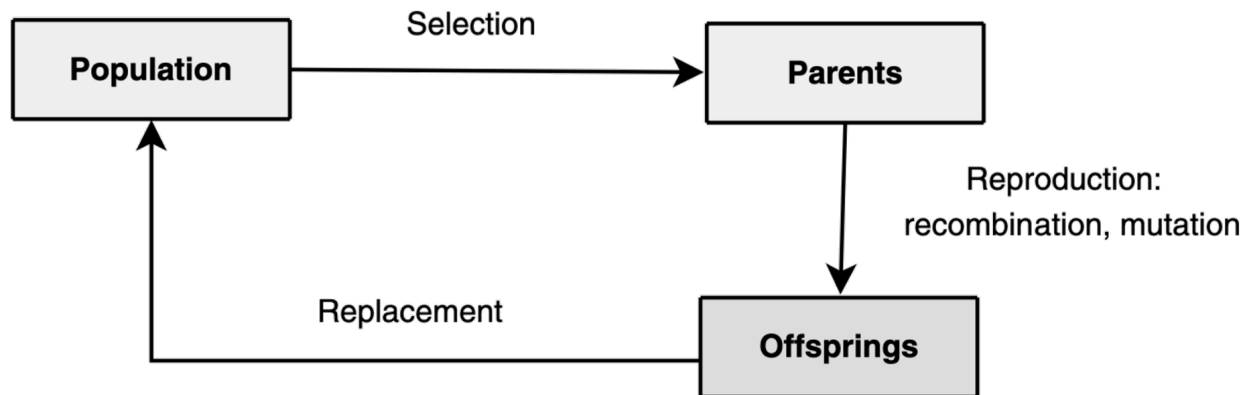 Selection
Population
Parents
Reproduction:
recombination, mutation
Replacement
Offsprings